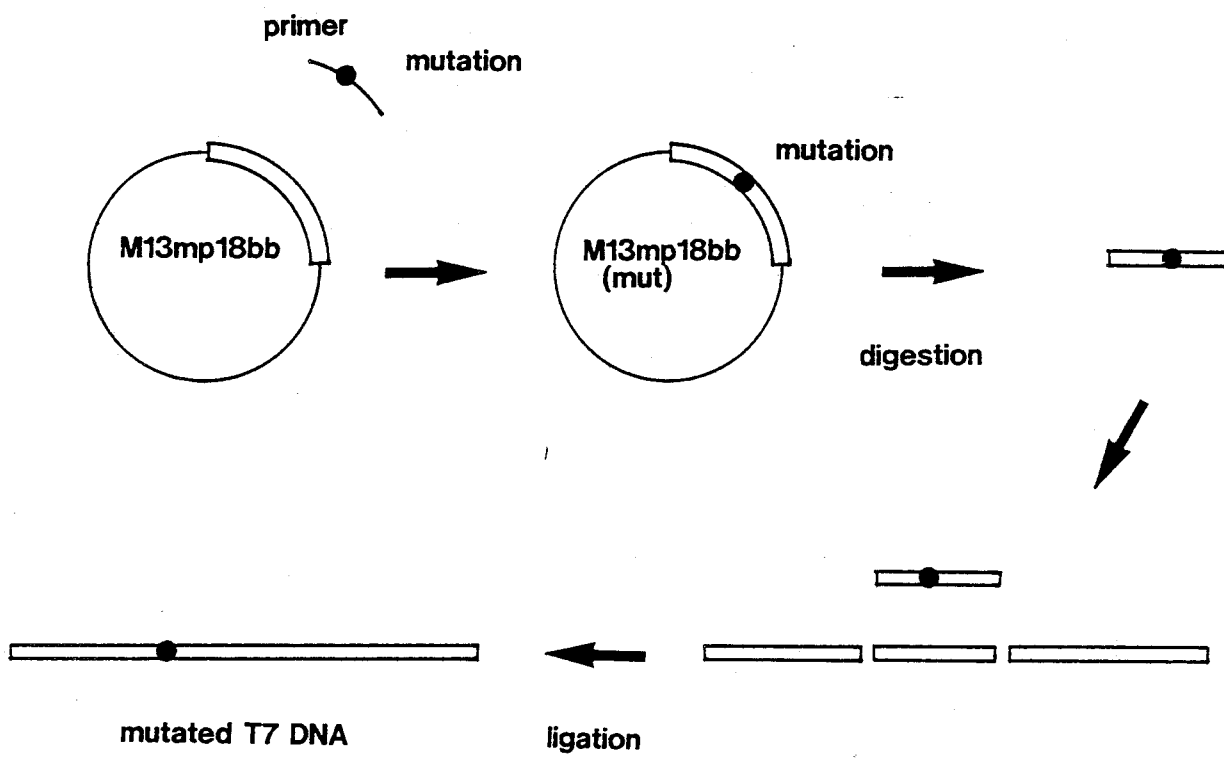 primer
mutation
mutation
M13mp18bb
M13mp18bb
(mut)
digestion
mutated T7 DNA
ligation